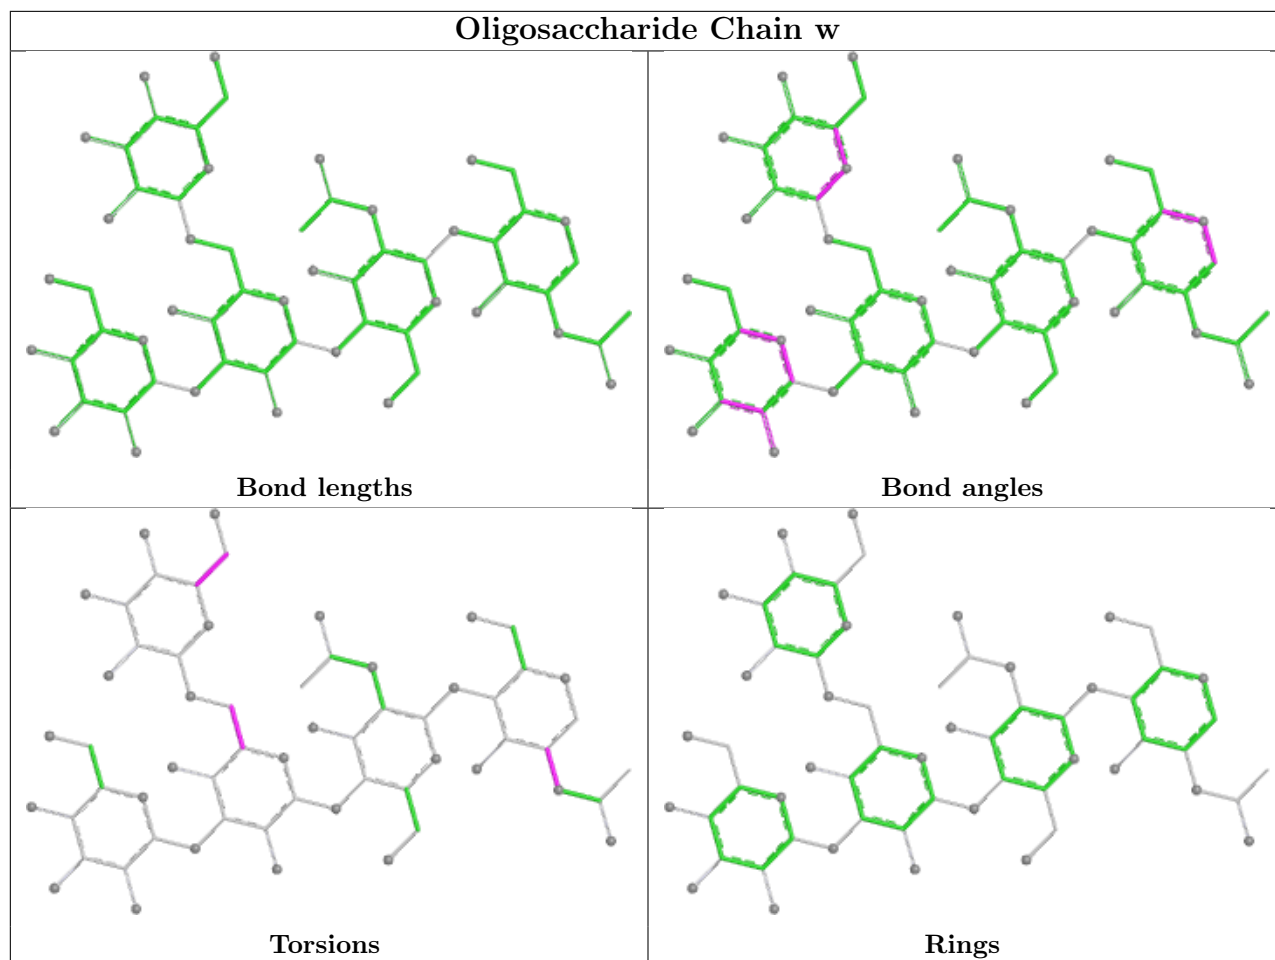 Oligosaccharide Chain w
Bond lengths
Bond angles
Torsions
Rings